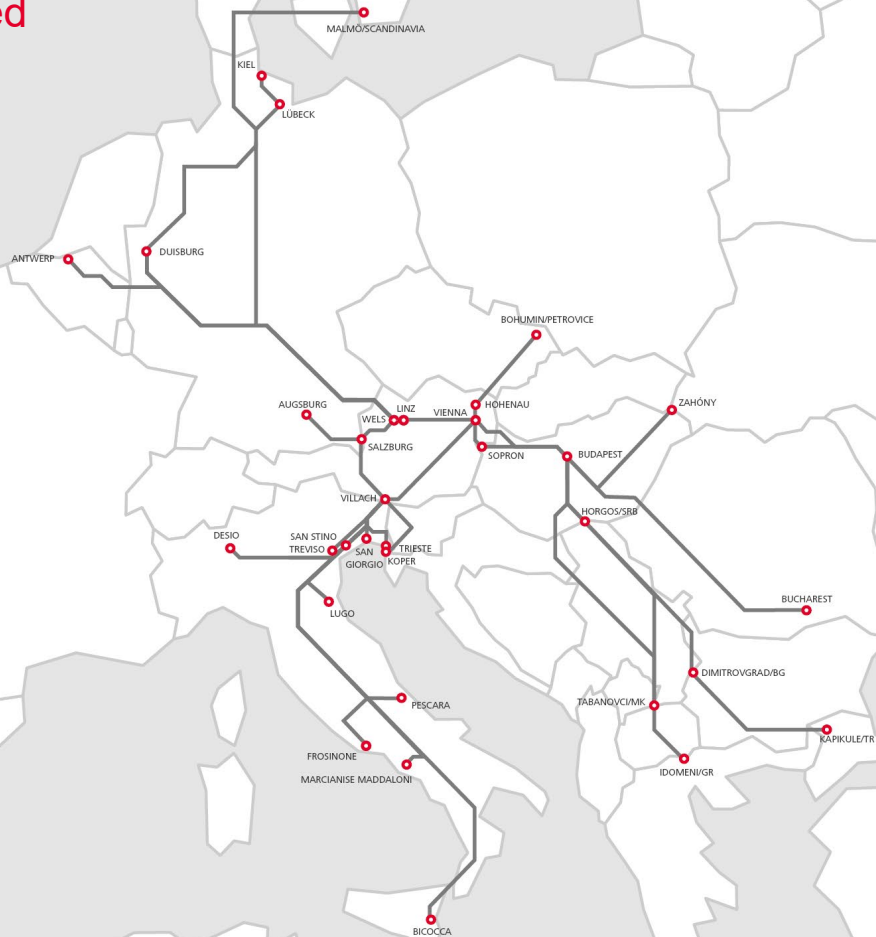 ed
MALMÖ/SCANDINAVIA
KIEL
LÜBECK
ANTWERP
DUISBURG
BOHUMIN/PETROVICE
AUGSBURG
LINZ
WELS
VIENNA
HOHENAU
ZAHÓNY
SALZBURG
SOPRON
BUDAPEST
VILLACH
HORGOS/SRB
DESIO
SAN STINO
TREVISO
SAN
GIORGIO
TRIESTE
KOPER
LUGO
BUCHAREST
DIMITROVGRAD/BG
TABANOVCI/MK
PESCARA
KAPIKULE/TR
FROSINONE
IDOMENI/GR
MARCIANISE MADDALONI
BICOCCA